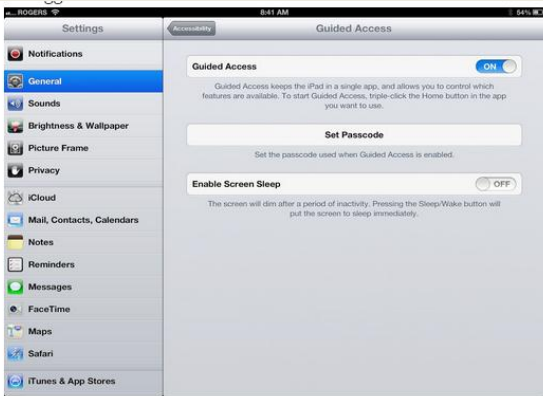 ROGERS
8:41 AM
54%
Settings
Accessibility
Guided Access
Notifications
General
Sounds
Brightness & Wallpaper
Picture Frame
Privacy
iCloud
Mail, Contacts, Calendars
Notes
Reminders
Messages
FaceTime
Maps
Safari
iTunes & App Stores
Guided Access
ON
Guided Access keeps the iPad in a single app, and allows you to control which
features are available. To start Guided Access, triple-click the Home button in the app
you want to use.
Set Passcode
Set the passcode used when Guided Access is enabled.
Enable Screen Sleep
OFF
The screen will dim after a period of inactivity. Pressing the Sleep/Wake button will
put the screen to sleep immediately.